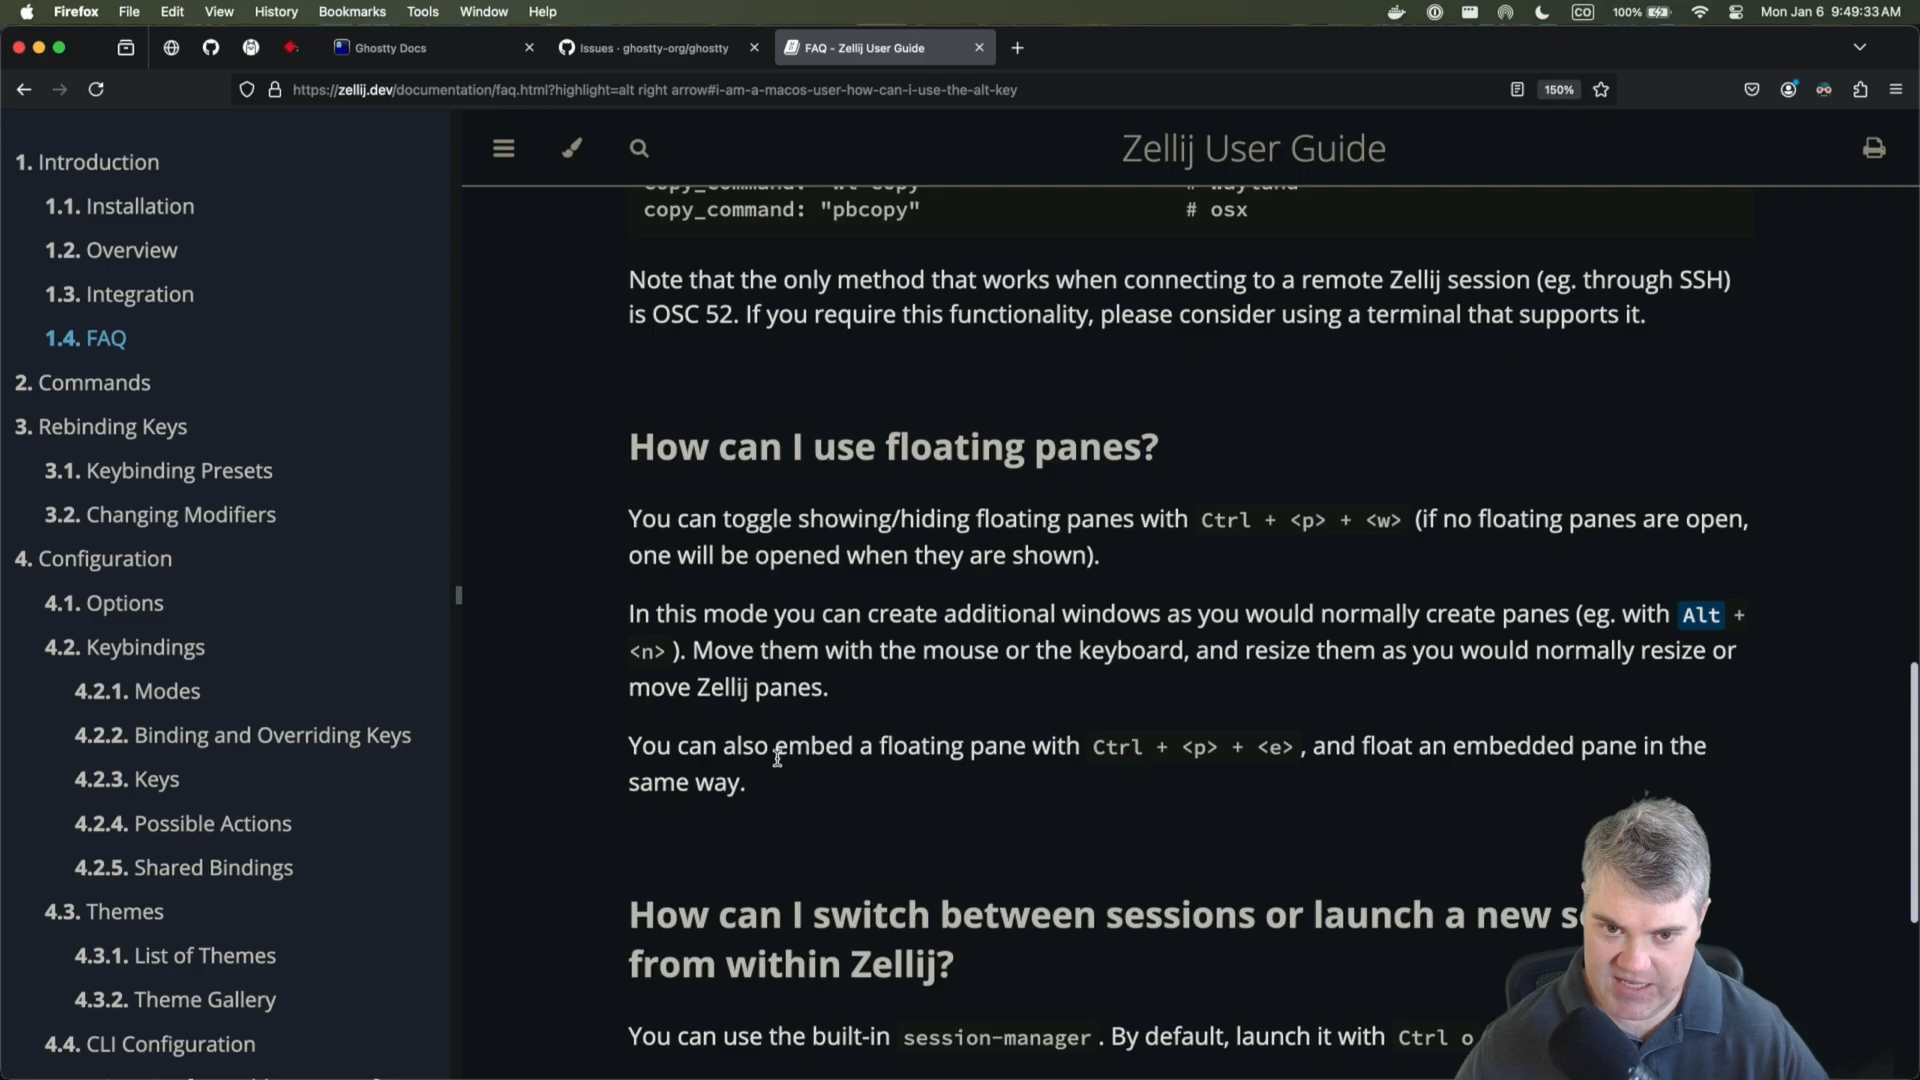 Firefox File Edit View History Bookmarks Tools Window Help
CO 100% Mon Jan 6 9:49:33 AM
Ghostty Docs
Issues · ghostty-org/ghostty
FAQ - Zellij User Guide
https://zellij.dev/documentation/faq.html?highlight=alt right arrow#i-am-a-macos-user-how-can-i-use-the-alt-key
150%
1. Introduction
1.1. Installation
1.2. Overview
1.3. Integration
1.4. FAQ
2. Commands
3. Rebinding Keys
3.1. Keybinding Presets
3.2. Changing Modifiers
4. Configuration
4.1. Options
4.2. Keybindings
4.2.1. Modes
4.2.2. Binding and Overriding Keys
4.2.3. Keys
4.2.4. Possible Actions
4.2.5. Shared Bindings
4.3. Themes
4.3.1. List of Themes
4.3.2. Theme Gallery
4.4. CLI Configuration
Zellij User Guide
copy_command: "wl-copy" # wayland
copy_command: "pbcopy" # osx
Note that the only method that works when connecting to a remote Zellij session (eg. through SSH)
is OSC 52. If you require this functionality, please consider using a terminal that supports it.
How can I use floating panes?
You can toggle showing/hiding floating panes with Ctrl + <p> + <w> (if no floating panes are open,
one will be opened when they are shown).
In this mode you can create additional windows as you would normally create panes (eg. with Alt +
<n> ). Move them with the mouse or the keyboard, and resize them as you would normally resize or
move Zellij panes.
You can also embed a floating pane with Ctrl + <p> + <e> , and float an embedded pane in the
same way.
How can I switch between sessions or launch a new s
from within Zellij?
You can use the built-in session-manager . By default, launch it with Ctrl o